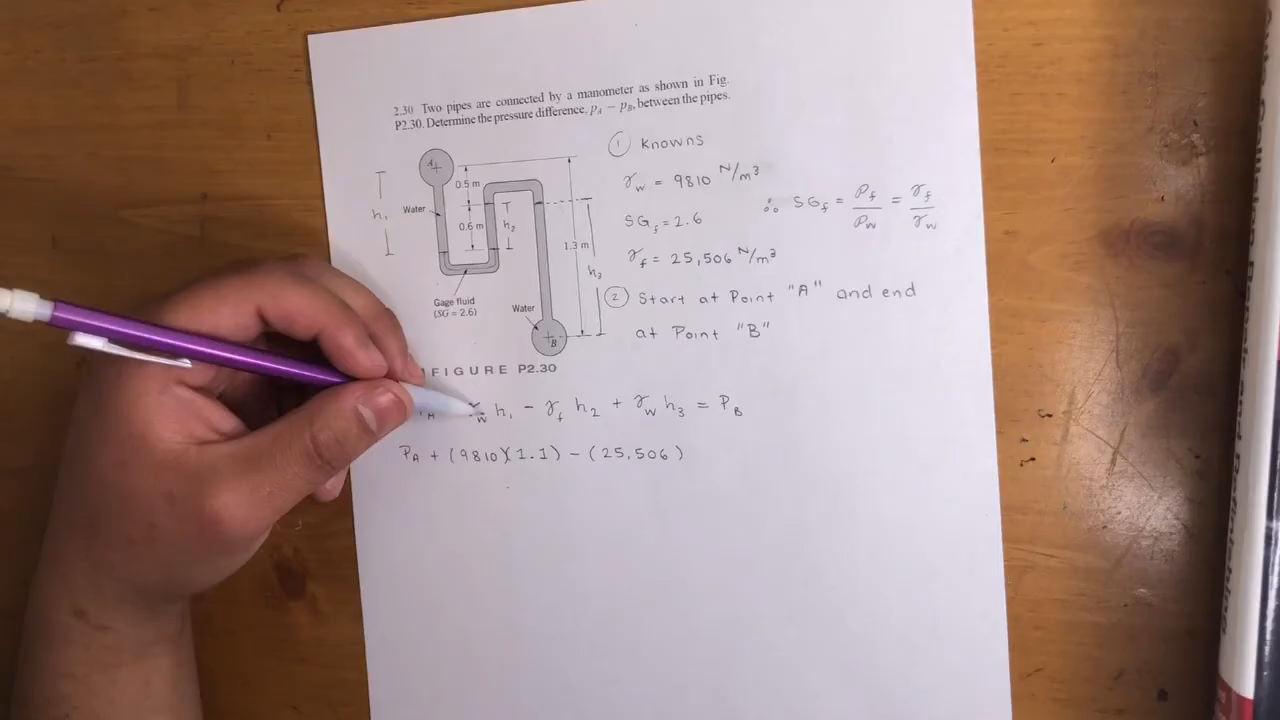 2.30 Two pipes are connected by a manometer as shown in Fig.
P2.30. Determine the pressure difference, pA − pB, between the pipes.
A
0.5 m
Water
h1
0.6 m
h2
1.3 m
h3
Gage fluid
(SG = 2.6)
Water
B
FIGURE P2.30
① Knowns
γw = 9810 N/m³
SGf = 2.6
∴ SGf = ρf/ρw = γf/γw
γf = 25,506 N/m³
② Start at Point "A" and end
at Point "B"
h1 − γf h2 + γw h3 = PB
PA + (9810)(1.1) − (25,506)